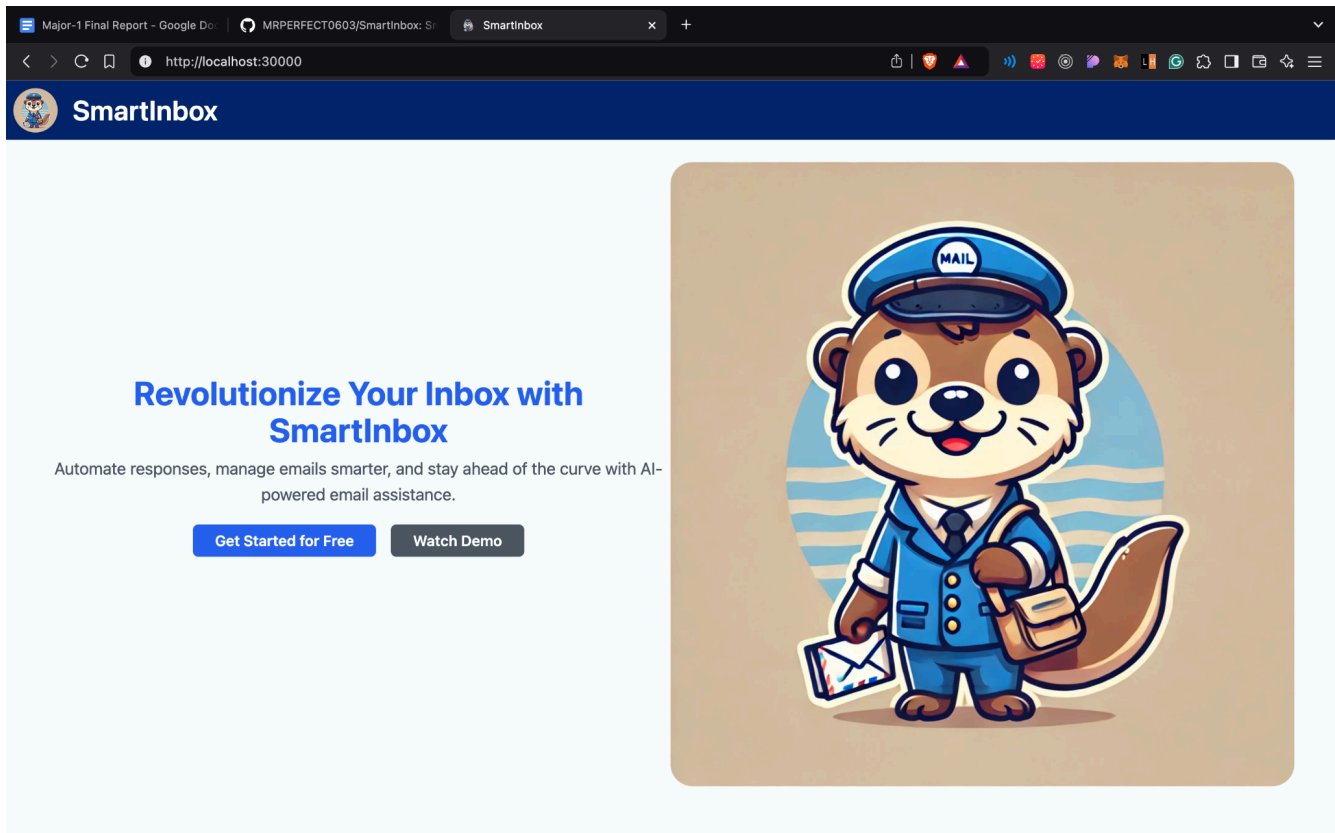 Major-1 Final Report - Google Do
MRPERFECT0603/SmartInbox: Sn
SmartInbox
http://localhost:30000
SmartInbox
MAIL
Revolutionize Your Inbox with
SmartInbox
Automate responses, manage emails smarter, and stay ahead of the curve with AI-
powered email assistance.
Get Started for Free
Watch Demo